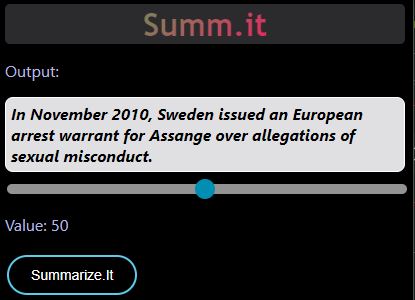 Summ.it
Output:
In November 2010, Sweden issued an European
arrest warrant for Assange over allegations of
sexual misconduct.
Value: 50
Summarize.It